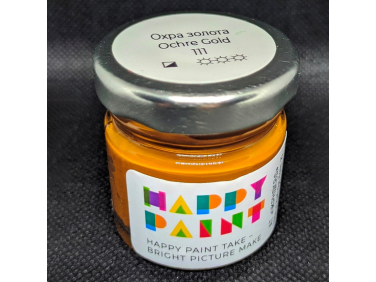 Охра золота
Ochre Gold
111
HAPPY
PAINT
HAPPY PAINT TAKE –
BRIGHT PICTURE MAKE